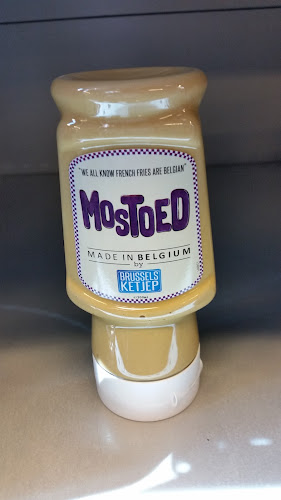 "WE ALL KNOW FRENCH FRIES ARE BELGIAN"
MOSTOED
MADE IN BELGIUM
by
BRUSSELS
KETJEP